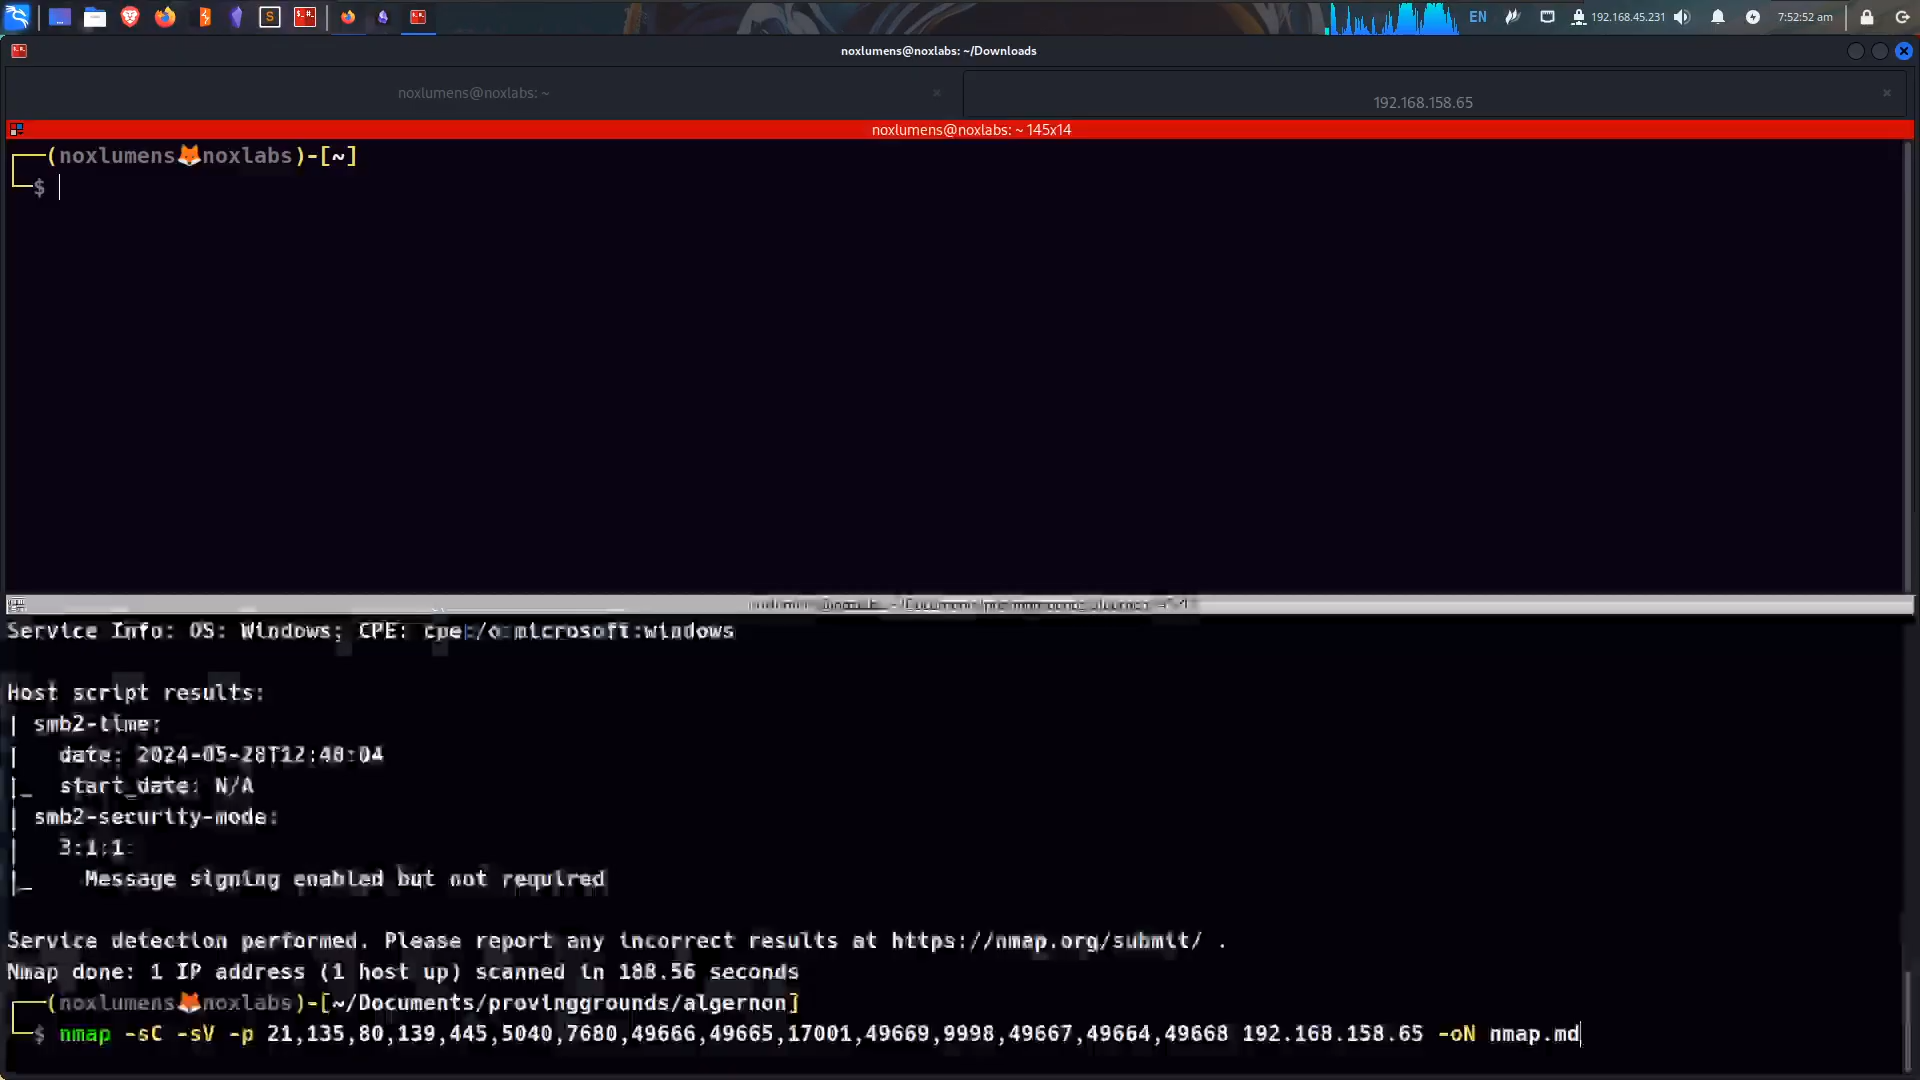 EN 192.168.45.231 7:52:52 am
noxlumens@noxlabs: ~/Downloads
noxlumens@noxlabs: ~
192.168.158.65
noxlumens@noxlabs: ~ 145x14
(noxlumens🦊noxlabs)-[~]
$
Service Info: OS: Windows; CPE: cpe:/o:microsoft:windows
Host script results:
| smb2-time:
|   date: 2024-05-28T12:40:04
|_  start_date: N/A
| smb2-security-mode:
|   3:1:1:
|_    Message signing enabled but not required
Service detection performed. Please report any incorrect results at https://nmap.org/submit/ .
Nmap done: 1 IP address (1 host up) scanned in 188.56 seconds
(noxlumens🦊noxlabs)-[~/Documents/provinggrounds/algernon]
$ nmap -sC -sV -p 21,135,80,139,445,5040,7680,49666,49665,17001,49669,9998,49667,49664,49668 192.168.158.65 -oN nmap.md